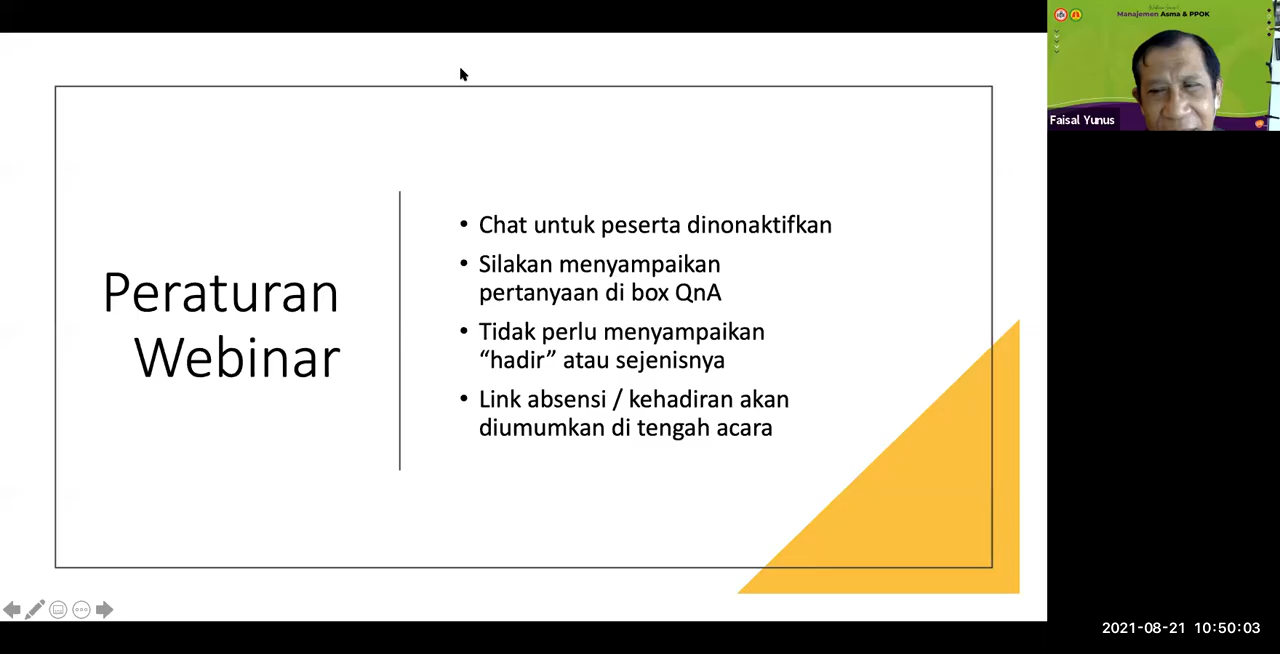 Peraturan
Webinar
• Chat untuk peserta dinonaktifkan
• Silakan menyampaikan
pertanyaan di box QnA
• Tidak perlu menyampaikan
“hadir” atau sejenisnya
• Link absensi / kehadiran akan
diumumkan di tengah acara
Manajemen Asma & PPOK
Faisal Yunus
2021-08-21 10:50:03